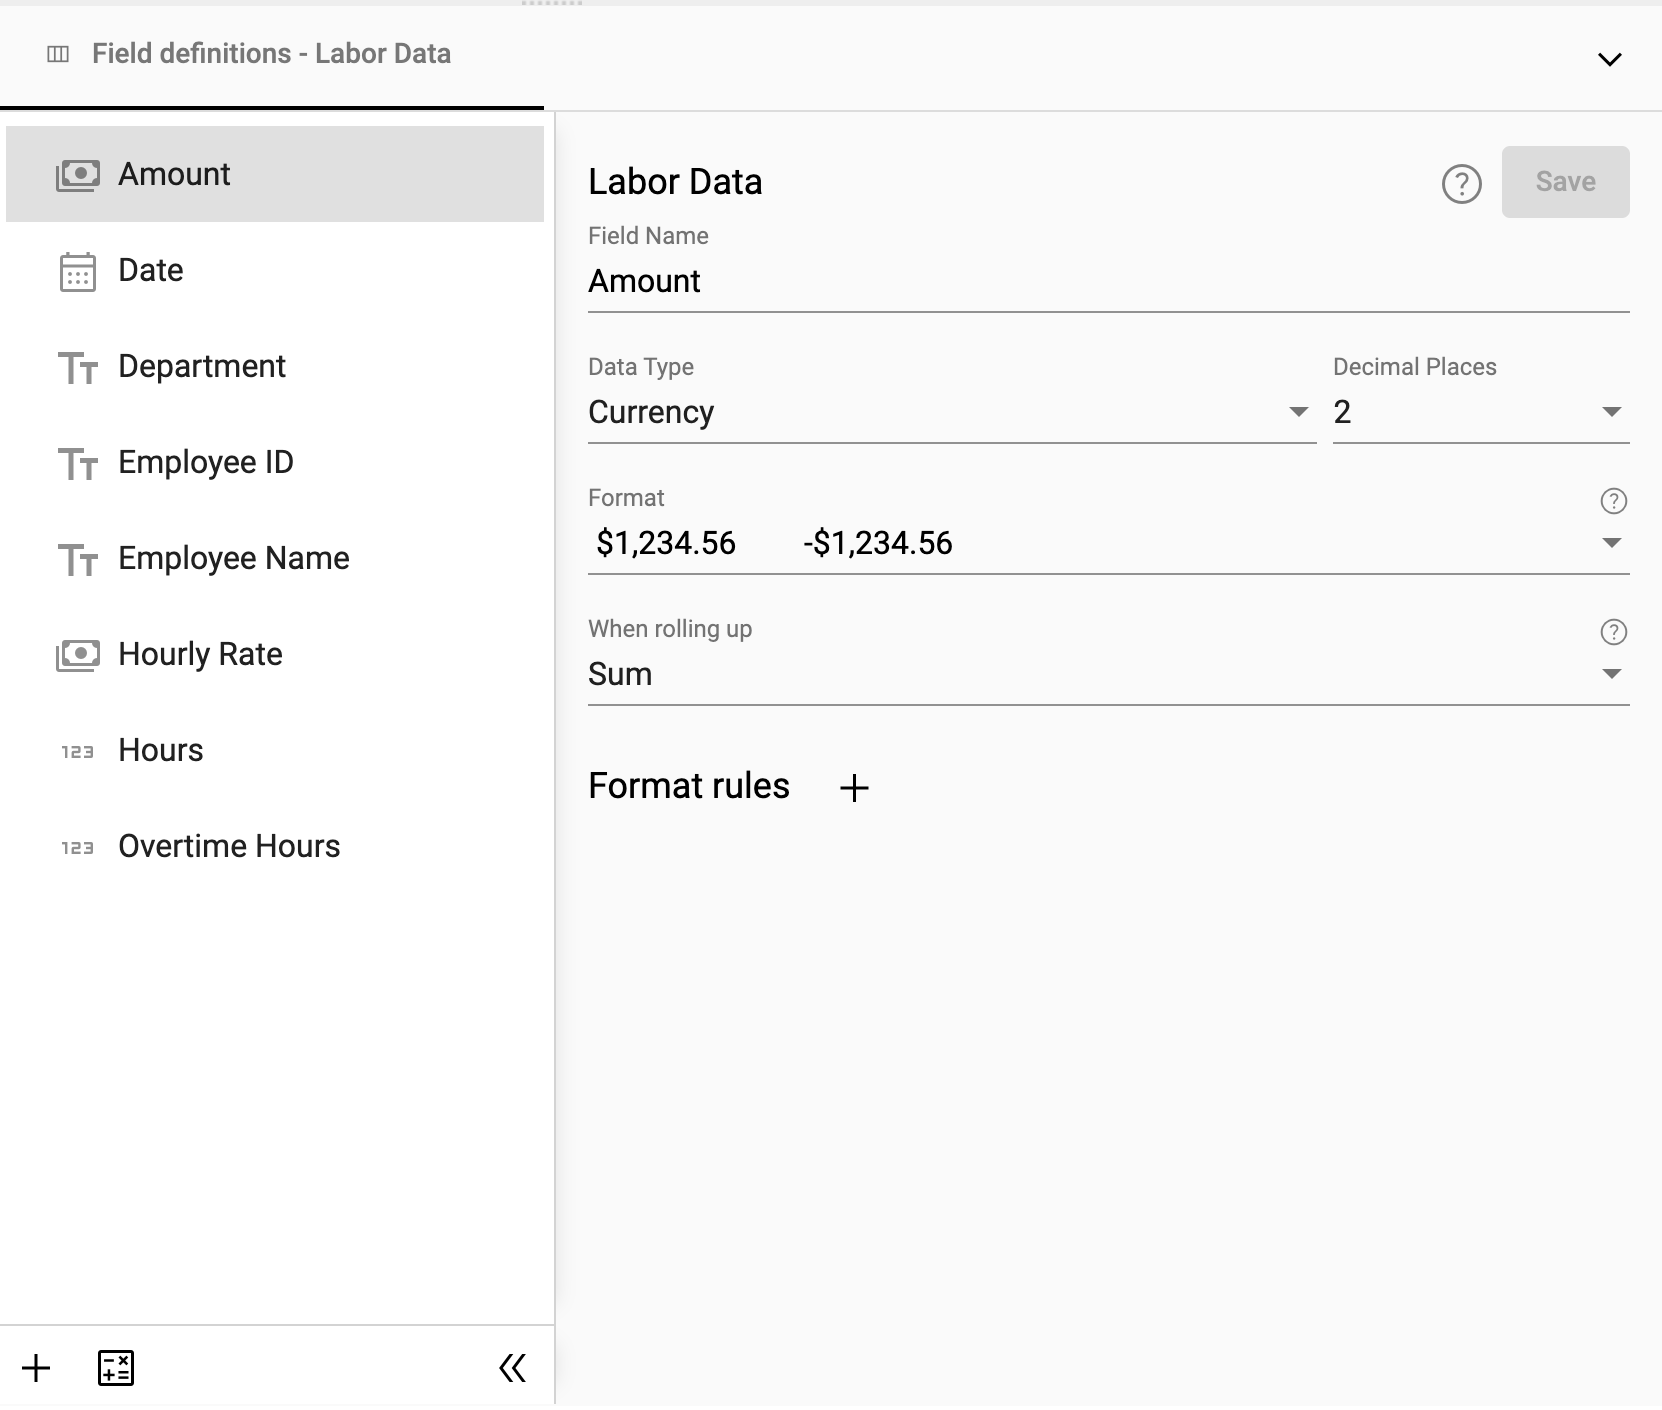 Field definitions - Labor Data
Amount
Date
Department
Employee ID
Employee Name
Hourly Rate
123 Hours
123 Overtime Hours
Labor Data
? Save
Field Name
Amount
Data Type Decimal Places
Currency 2
Format ?
$1,234.56 -$1,234.56
When rolling up ?
Sum
Format rules +